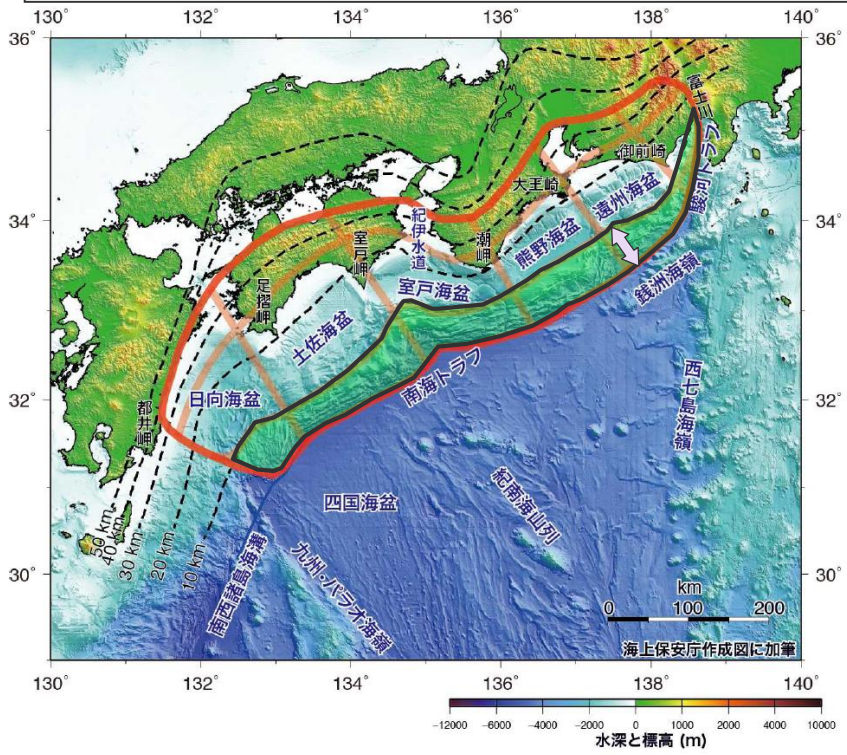 130° 132° 134° 136° 138° 140°
36°
34°
32°
30°
富士川
駿河トラフ
御前崎
大王崎
遠州海盆
紀伊水道
潮岬
熊野海盆
室戸岬
室戸海盆
足摺岬
土佐海盆
銭洲海嶺
南海トラフ
日向海盆
都井岬
西七島海嶺
四国海盆
紀南海山列
50 km
40 km
30 km
20 km
10 km
南西諸島海溝
九州・パラオ海嶺
km
0 100 200
海上保安庁作成図に加筆
130° 132° 134° 136° 138° 140°
−12000 −6000 −4000 −2000 0 2000 4000 10000
水深と標高 (m)